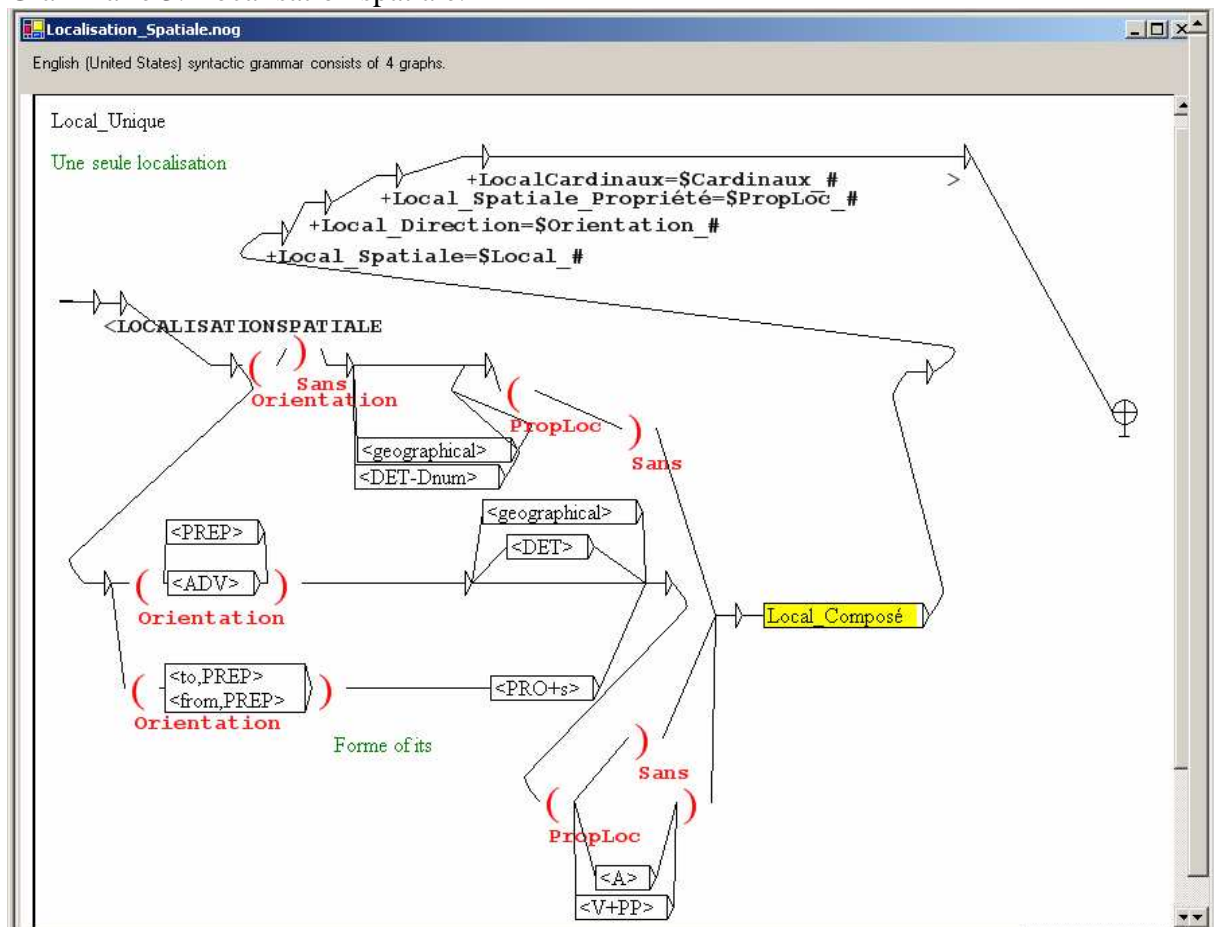 Localisation_Spatiale.nog
English (United States) syntactic grammar consists of 4 graphs.
Local_Unique
Une seule localisation
+LocalCardinaux=$Cardinaux_#
>
+Local_Spatiale_Propriété=$PropLoc_#
+Local_Direction=$Orientation_#
+Local_Spatiale=$Local_#
<LOCALISATIONSPATIALE
( )
Sans
Orientation
(
PropLoc )
<geographical>
Sans
<DET-Dnum>
<geographical>
<PREP>
<DET>
( <ADV> )
Orientation
Local_Composé
<to,PREP>
( ) <PRO+s>
<from,PREP>
Orientation
Forme of its
)
Sans
( )
PropLoc
<A>
<V+PP>